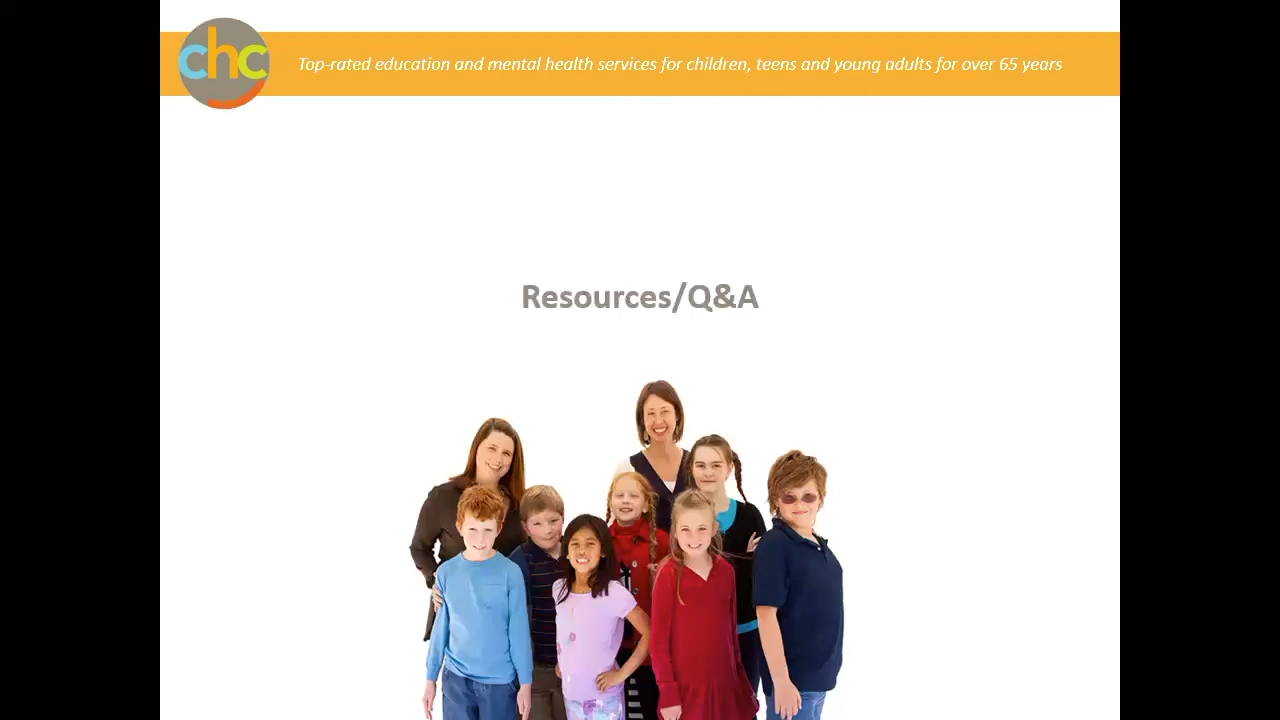 chc
Top-rated education and mental health services for children, teens and young adults for over 65 years
Resources/Q&A